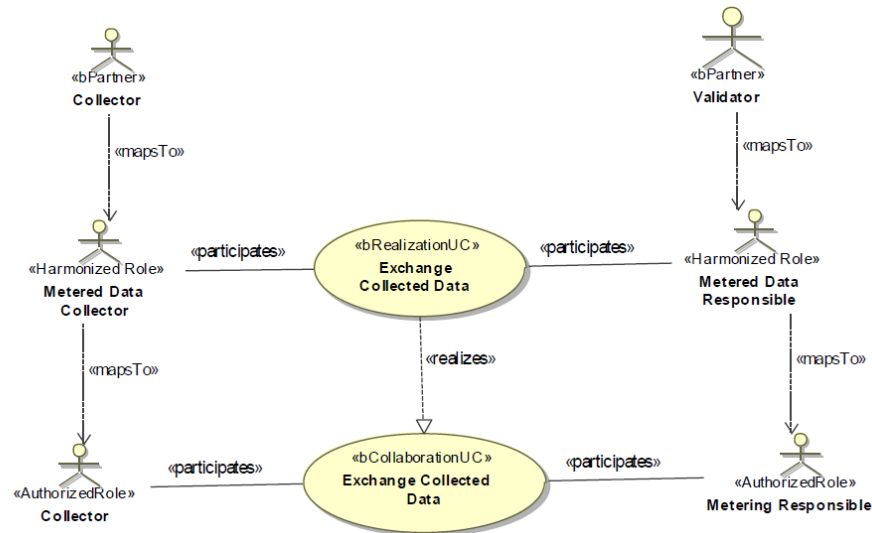 «bPartner»
Collector
«bPartner»
Validator
«mapsTo»
«mapsTo»
«participates»
«bRealizationUC»
Exchange
Collected Data
«participates»
«Harmonized Role»
Metered Data
Collector
«Harmonized Role»
Metered Data
Responsible
«mapsTo»
«realizes»
«mapsTo»
«participates»
«bCollaborationUC»
Exchange Collected
Data
«participates»
«AuthorizedRole»
Collector
«AuthorizedRole»
Metering Responsible